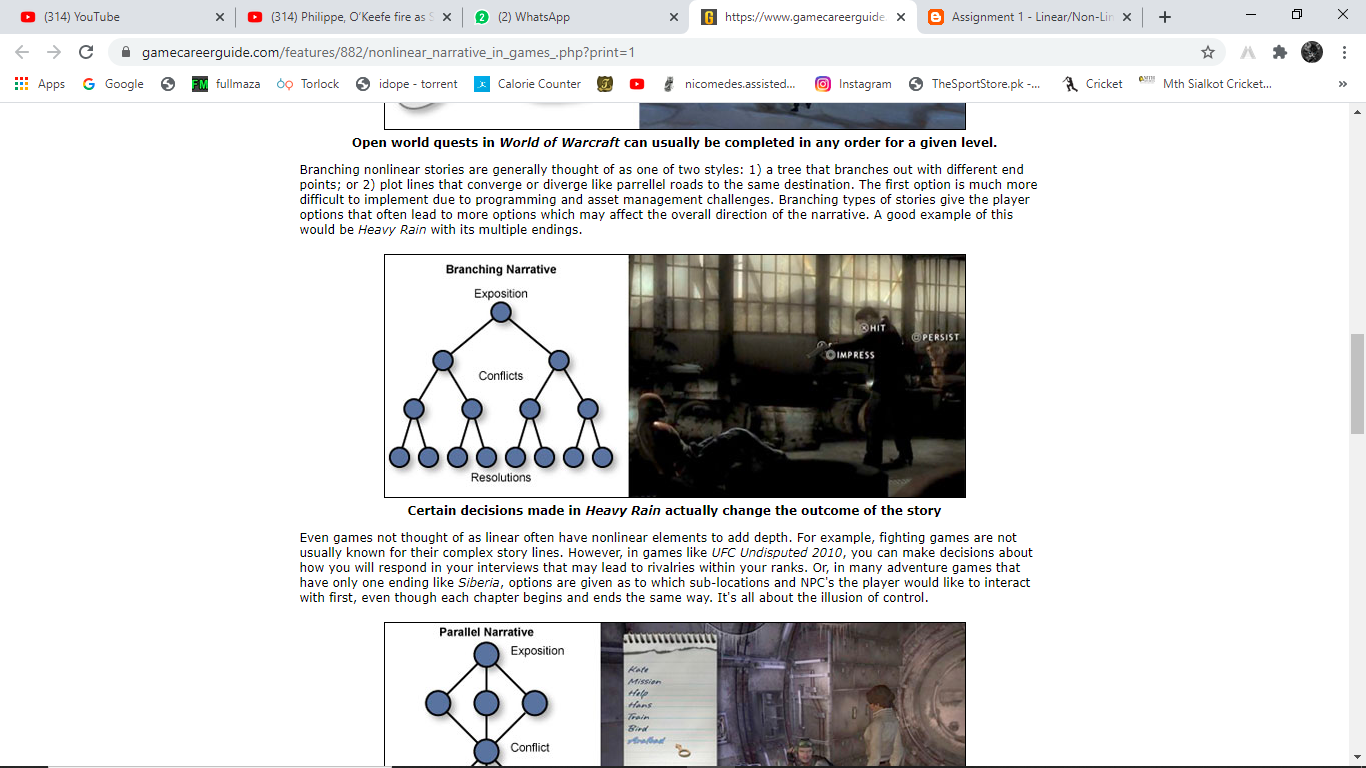 (314) YouTube
(314) Philippe, O'Keefe fire as S
(2) WhatsApp
https://www.gamecareerguide.
Assignment 1 - Linear/Non-Lin
gamecareerguide.com/features/882/nonlinear_narrative_in_games_.php?print=1
Apps
Google
FM
fullmaza
Torlock
idope - torrent
Calorie Counter
nicomedes.assisted...
Instagram
TheSportStore.pk -...
Cricket
Mth Sialkot Cricket...
Open world quests in World of Warcraft can usually be completed in any order for a given level.
Branching nonlinear stories are generally thought of as one of two styles: 1) a tree that branches out with different end
points; or 2) plot lines that converge or diverge like parrellel roads to the same destination. The first option is much more
difficult to implement due to programming and asset management challenges. Branching types of stories give the player
options that often lead to more options which may affect the overall direction of the narrative. A good example of this
would be Heavy Rain with its multiple endings.
Branching Narrative
Exposition
Conflicts
Resolutions
HIT
PERSIST
IMPRESS
Certain decisions made in Heavy Rain actually change the outcome of the story
Even games not thought of as linear often have nonlinear elements to add depth. For example, fighting games are not
usually known for their complex story lines. However, in games like UFC Undisputed 2010, you can make decisions about
how you will respond in your interviews that may lead to rivalries within your ranks. Or, in many adventure games that
have only one ending like Siberia, options are given as to which sub-locations and NPC's the player would like to interact
with first, even though each chapter begins and ends the same way. It's all about the illusion of control.
Parallel Narrative
Exposition
Conflict
Kate
Mission
Help
Hans
Train
Bird